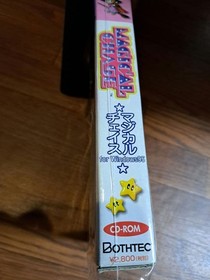 MAGICAL
CHASE
★マジカル
チェイス★
for Windows95
CD-ROM
BOTHTEC